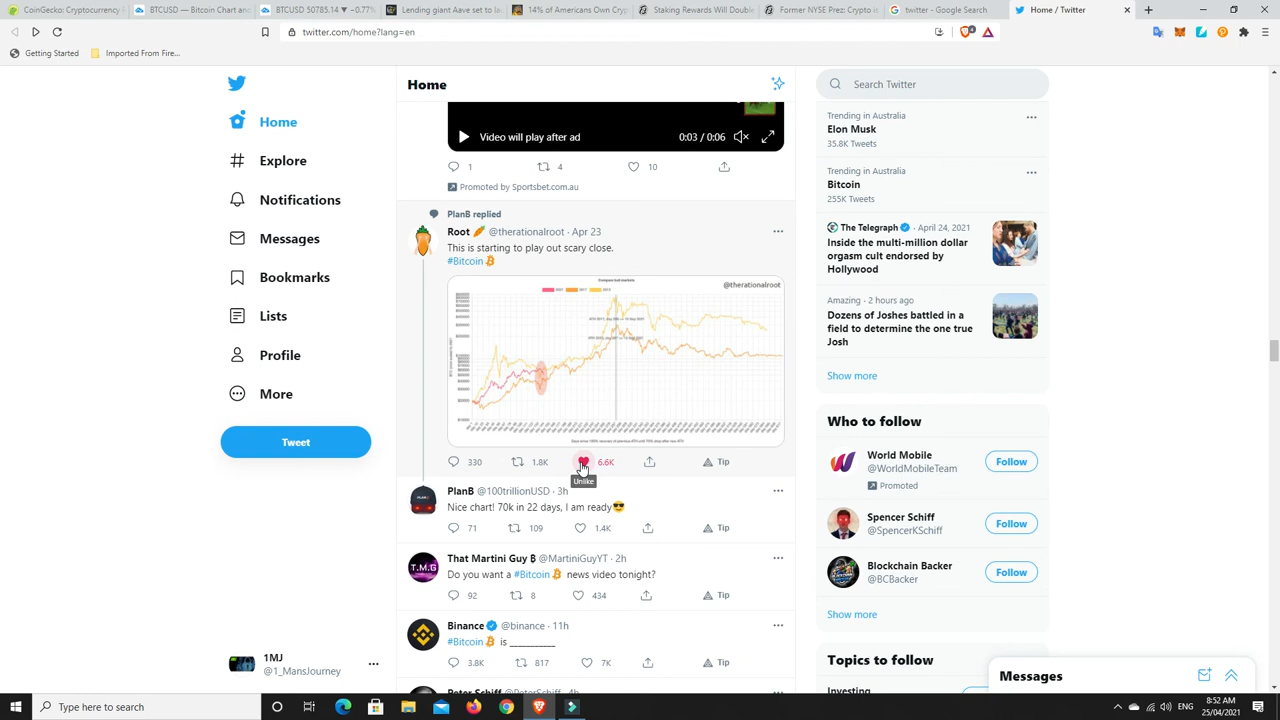 CoinGecko: Cryptocurrency P
BTCUSD — Bitcoin Chart and
BTCUSD 50785.14 ▼ −0.77%
Lending giant Aave set to la
14% of Americans Own Cryp
Staking Rewards Will Double
Former NYSE Prez: Crypto is
twitter - Google Search
Home / Twitter
twitter.com/home?lang=en
Getting Started
Imported From Fire...
Home
Explore
Notifications
Messages
Bookmarks
Lists
Profile
More
Tweet
1MJ
@1_MansJourney
Home
Video will play after ad
0:03 / 0:06
1
4
10
Promoted by Sportsbet.com.au
PlanB replied
Root @therationalroot · Apr 23
This is starting to play out scary close.
#Bitcoin
@therationalroot
330
1.8K
6.6K
Tip
Unlike
PlanB @100trillionUSD · 3h
Nice chart! 70k in 22 days, I am ready😎
71
109
1.4K
Tip
That Martini Guy ₿ @MartiniGuyYT · 2h
Do you want a #Bitcoin news video tonight?
92
8
434
Tip
Binance @binance · 11h
#Bitcoin is ___________
3.8K
817
7K
Tip
Peter Schiff @PeterSchiff · 4h
Search Twitter
Trending in Australia
Elon Musk
35.8K Tweets
Trending in Australia
Bitcoin
255K Tweets
The Telegraph · April 24, 2021
Inside the multi-million dollar
orgasm cult endorsed by
Hollywood
Amazing · 2 hours ago
Dozens of Joshes battled in a
field to determine the one true
Josh
Show more
Who to follow
World Mobile
@WorldMobileTeam
Promoted
Follow
Spencer Schiff
@SpencerKSchiff
Follow
Blockchain Backer
@BCBacker
Follow
Show more
Topics to follow
Investing
Messages
Type here to search
ENG
8:52 AM
25/04/2021